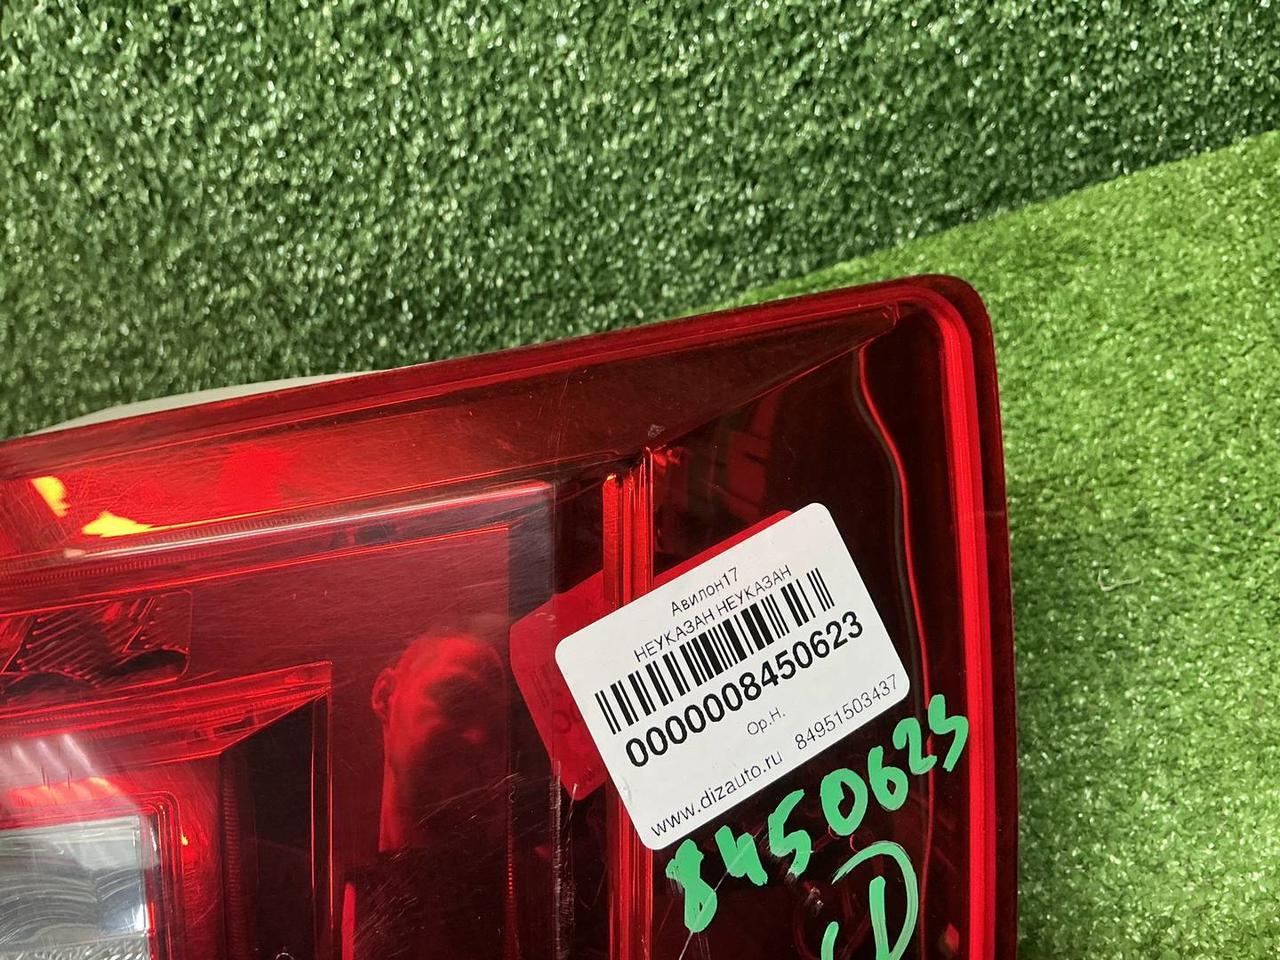 Авилон17
НЕУКАЗАН НЕУКАЗАН
0000008450623
Ор.Н.
www.dizauto.ru 84951503437
8450623